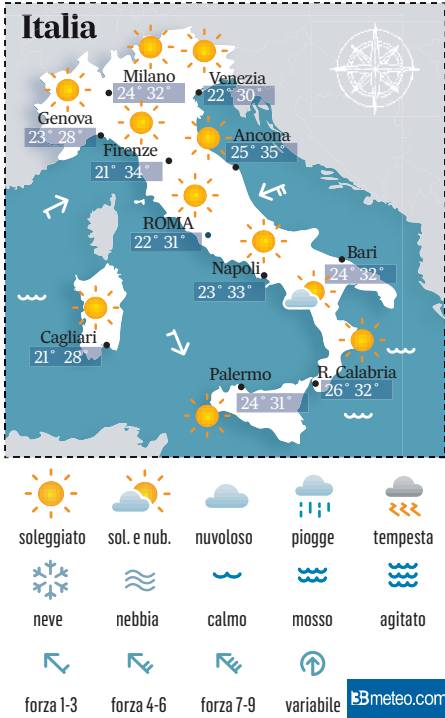 Italia
Milano
24° 32°
Venezia
22° 30°
Genova
23° 28°
Firenze
21° 34°
Ancona
25° 35°
ROMA
22° 31°
Bari
24° 32°
Napoli
23° 33°
Cagliari
21° 28°
Palermo
24° 31°
R. Calabria
26° 32°
soleggiato sol. e nub. nuvoloso piogge tempesta
neve nebbia calmo mosso agitato
forza 1-3 forza 4-6 forza 7-9 variabile
3Bmeteo.com